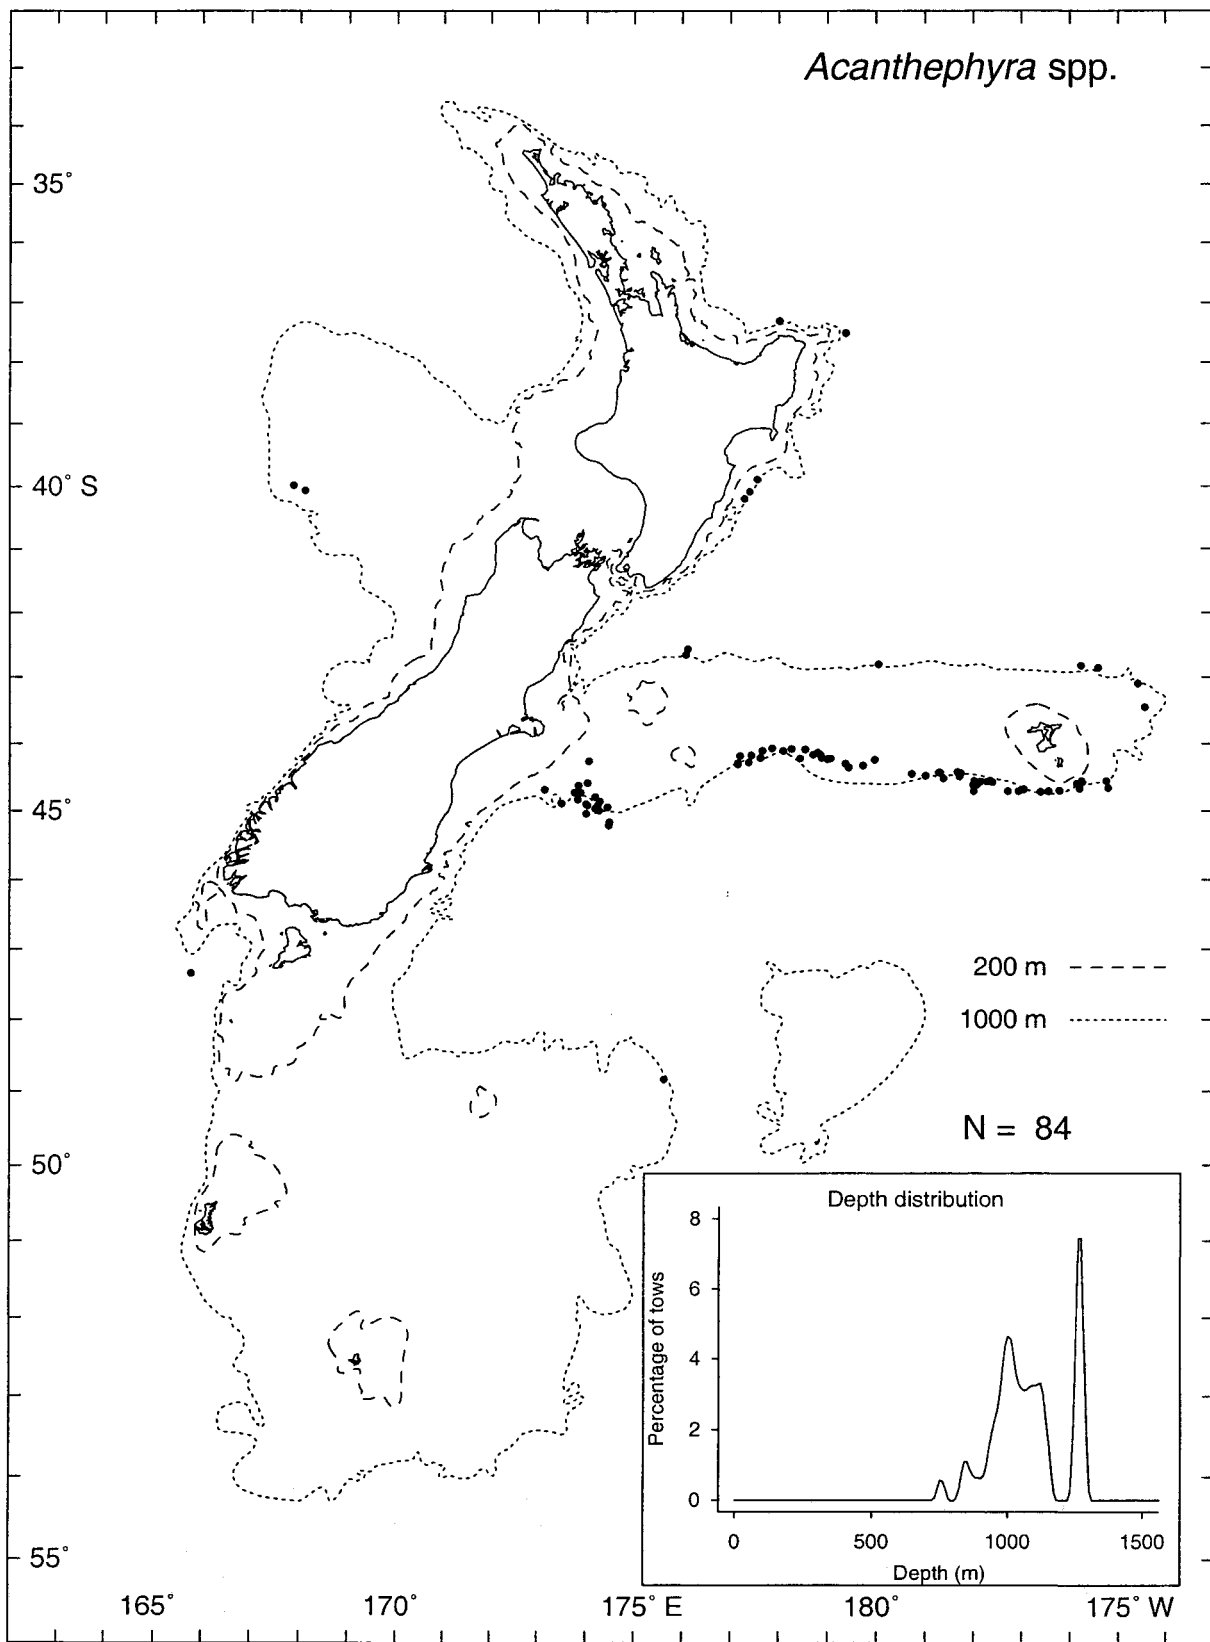 Acanthephyra spp.
35°
40° S
45°
200 m
1000 m
N = 84
50°
Depth distribution
8
6
4
2
0
Percentage of tows
0 500 1000 1500
Depth (m)
55°
165° 170° 175° E 180° 175° W